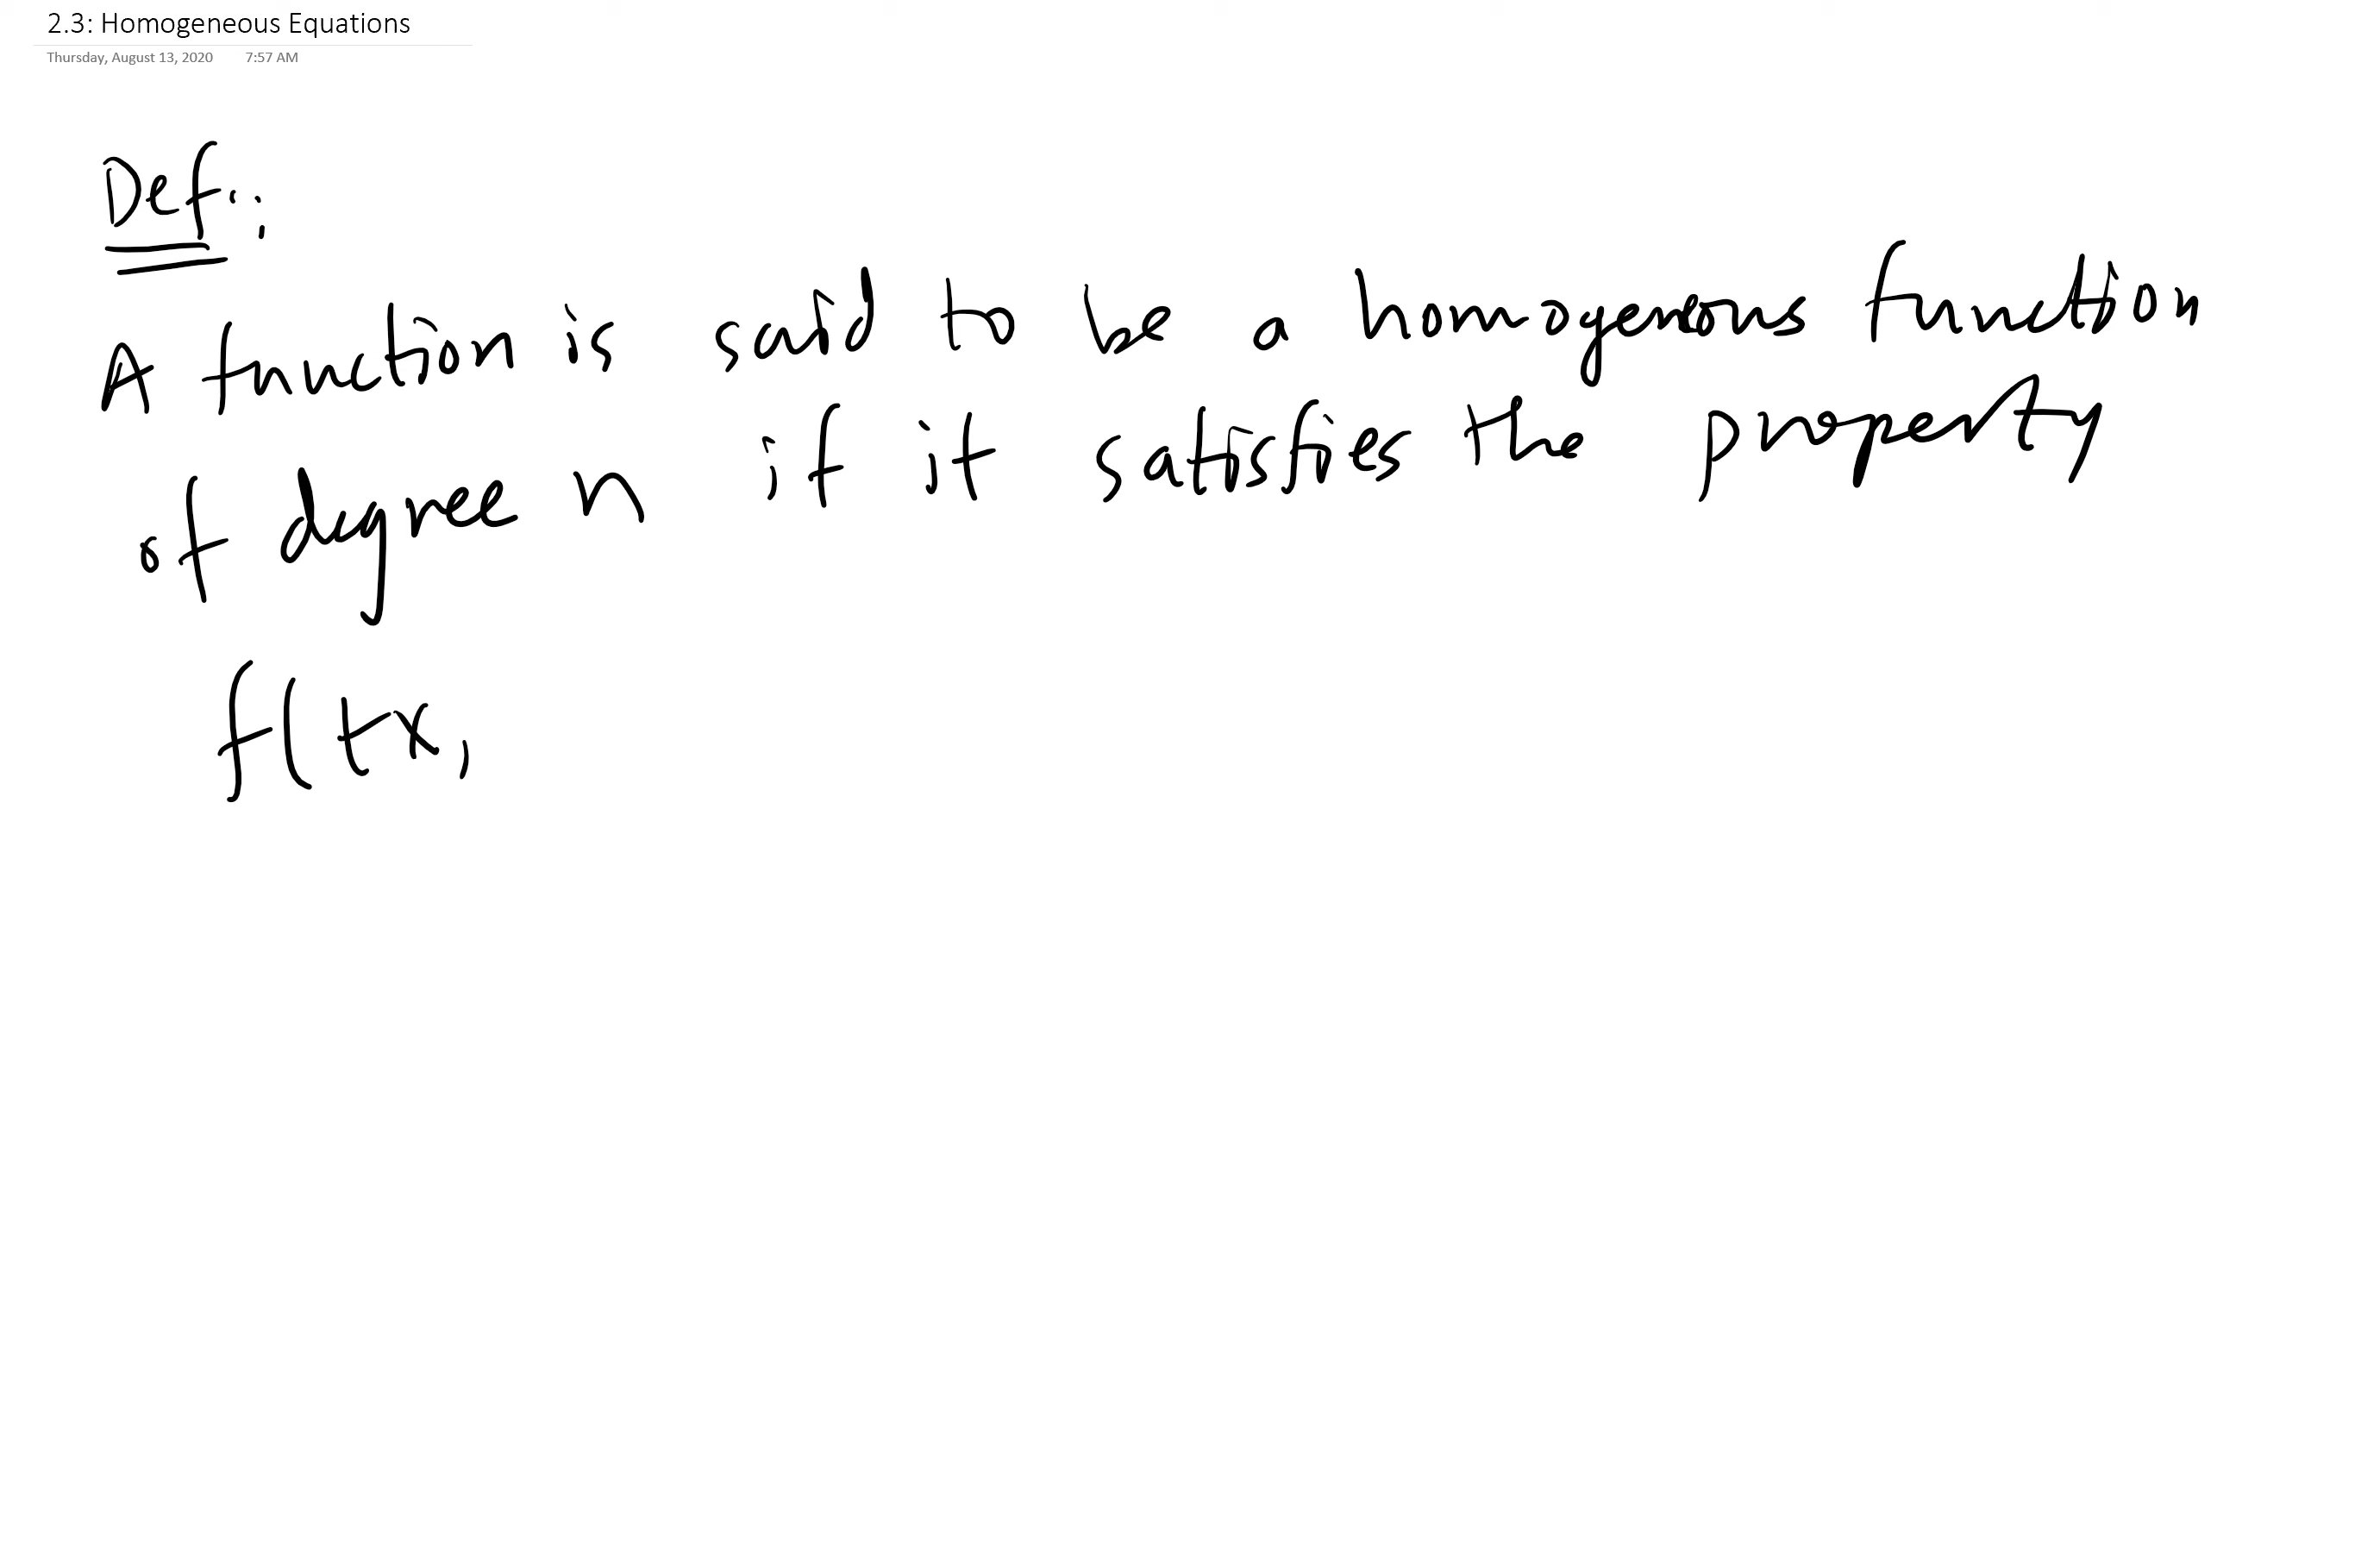 2.3: Homogeneous Equations
Thursday, August 13, 2020 7:57 AM
Def.:
A function is said to be a homogeneous function
of degree n if it satisfies the property
f(tx,